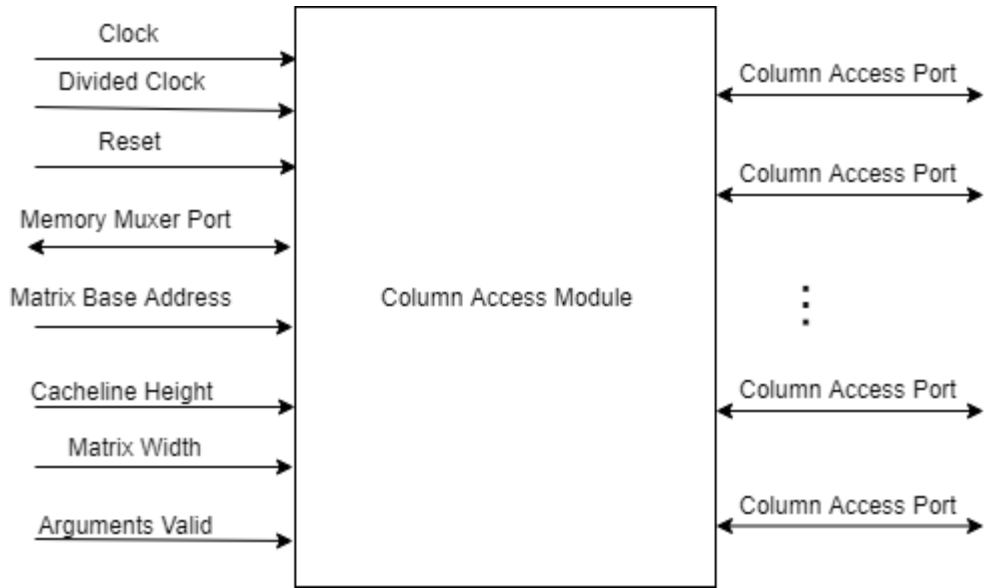 Clock
Divided Clock
Reset
Memory Muxer Port
Matrix Base Address
Cacheline Height
Matrix Width
Arguments Valid
Column Access Module
Column Access Port
Column Access Port
Column Access Port
Column Access Port